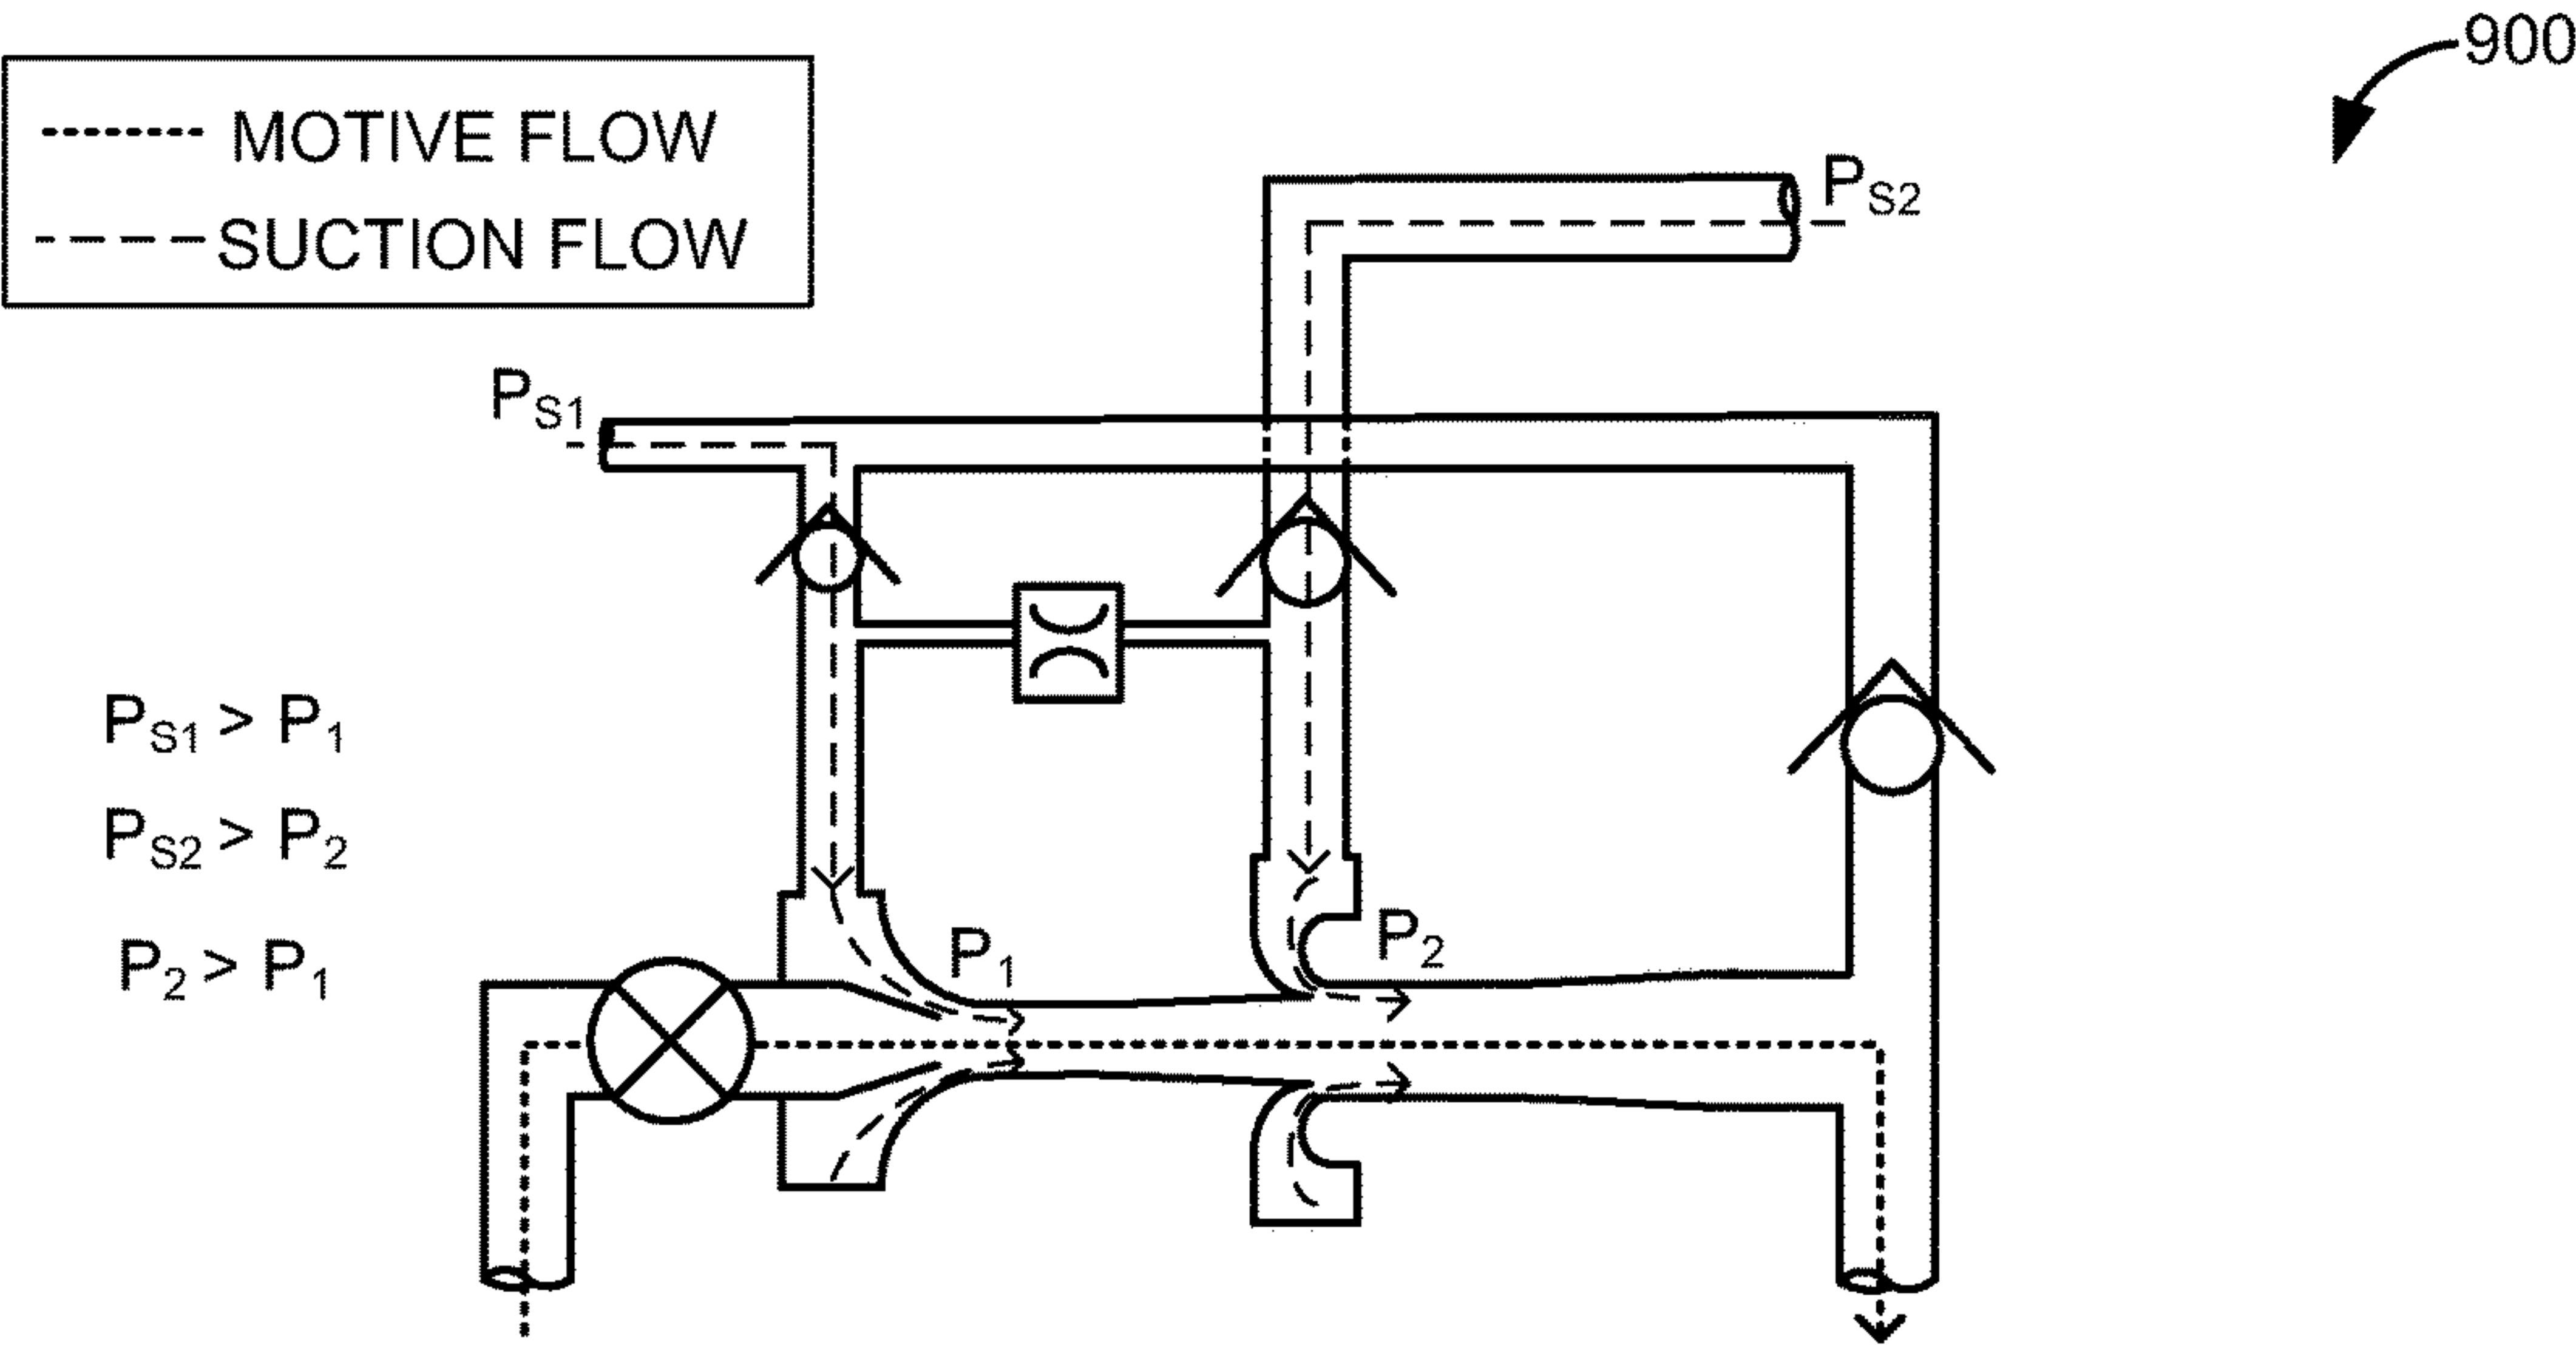 900
MOTIVE FLOW
SUCTION FLOW
PS2
PS1
PS1 > P1
PS2 > P2
P2 > P1
P1
P2